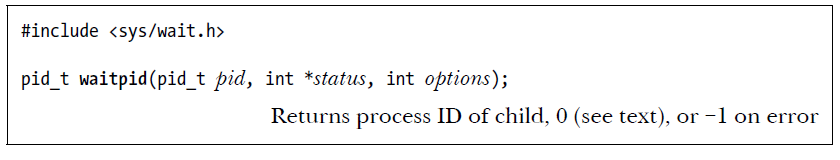 #include <sys/wait.h>
pid_t waitpid(pid_t pid, int *status, int options);
Returns process ID of child, 0 (see text), or −1 on error